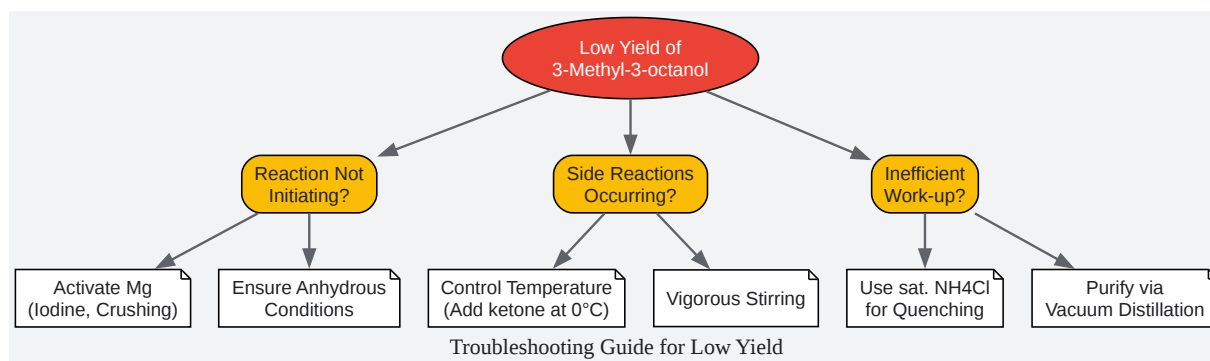 Low Yield of
3-Methyl-3-octanol
Reaction Not
Initiating?
Side Reactions
Occurring?
Inefficient
Work-up?
Activate Mg
(Iodine, Crushing)
Ensure Anhydrous
Conditions
Control Temperature
(Add ketone at 0°C)
Vigorous Stirring
Use sat. NH4Cl
for Quenching
Purify via
Vacuum Distillation
Troubleshooting Guide for Low Yield